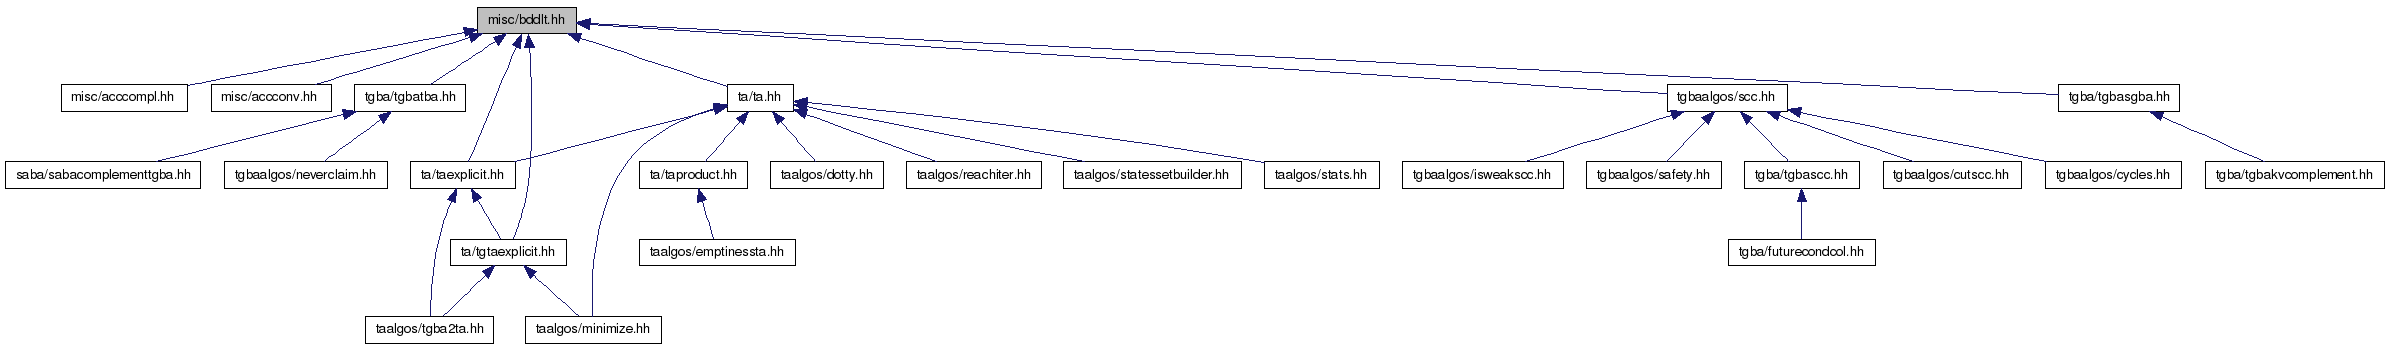 misc/bddlt.hh
misc/acccompl.hh
misc/accconv.hh
tgba/tgbatba.hh
ta/ta.hh
tgbaalgos/scc.hh
tgba/tgbasgba.hh
saba/sabacomplementtgba.hh
tgbaalgos/neverclaim.hh
ta/taexplicit.hh
ta/taproduct.hh
taalgos/dotty.hh
taalgos/reachiter.hh
taalgos/statessetbuilder.hh
taalgos/stats.hh
tgbaalgos/isweakscc.hh
tgbaalgos/safety.hh
tgba/tgbascc.hh
tgbaalgos/cutscc.hh
tgbaalgos/cycles.hh
tgba/tgbakvcomplement.hh
ta/tgtaexplicit.hh
taalgos/emptinessta.hh
tgba/futurecondcol.hh
taalgos/tgba2ta.hh
taalgos/minimize.hh